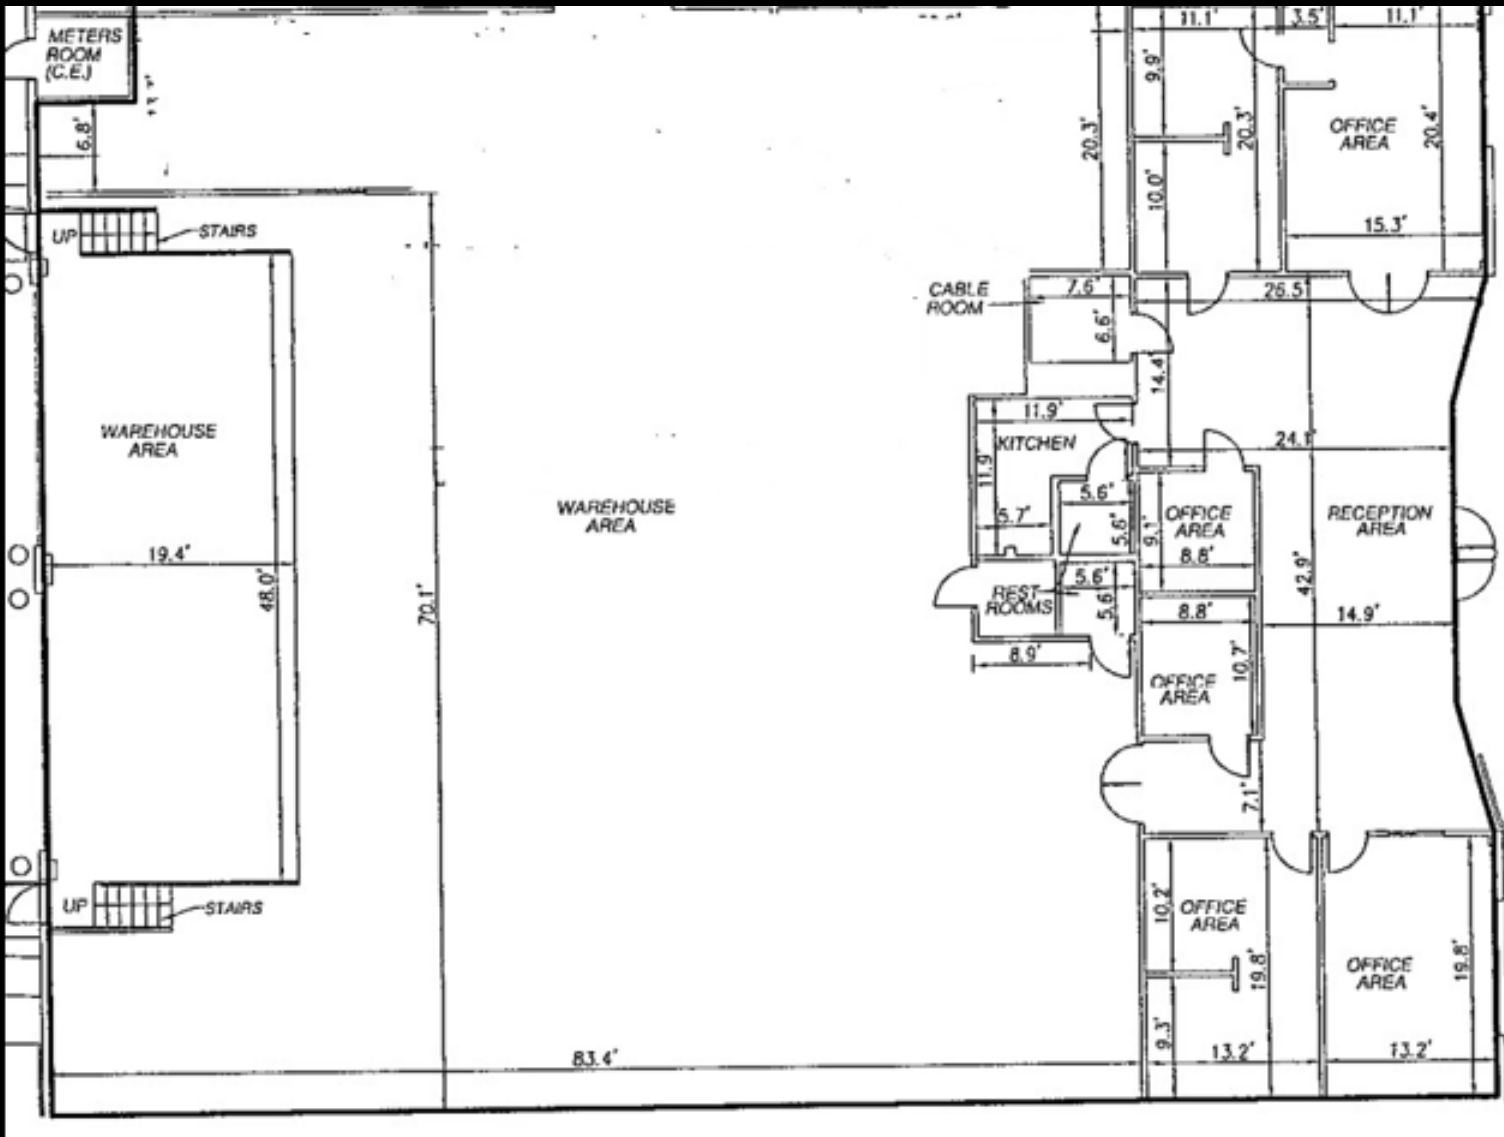 METERS
ROOM
(C.E.)
6.8'
UP
STAIRS
WAREHOUSE
AREA
19.4'
48.0'
UP
STAIRS
70.1'
WAREHOUSE
AREA
83.4'
11.1'
3.5'
11.1'
9.9'
20.3'
20.3'
10.0'
OFFICE
AREA
20.4'
15.3'
CABLE
ROOM
7.6'
6.6'
26.5'
14.4'
11.9'
KITCHEN
11.9'
5.7'
24.1'
5.6'
5.6'
OFFICE
AREA
9.1'
8.8'
RECEPTION
AREA
42.9'
REST
ROOMS
5.6'
5.6'
8.9'
8.8'
14.9'
10.7'
OFFICE
AREA
7.1'
10.2'
OFFICE
AREA
19.8'
9.3'
13.2'
OFFICE
AREA
19.8'
13.2'